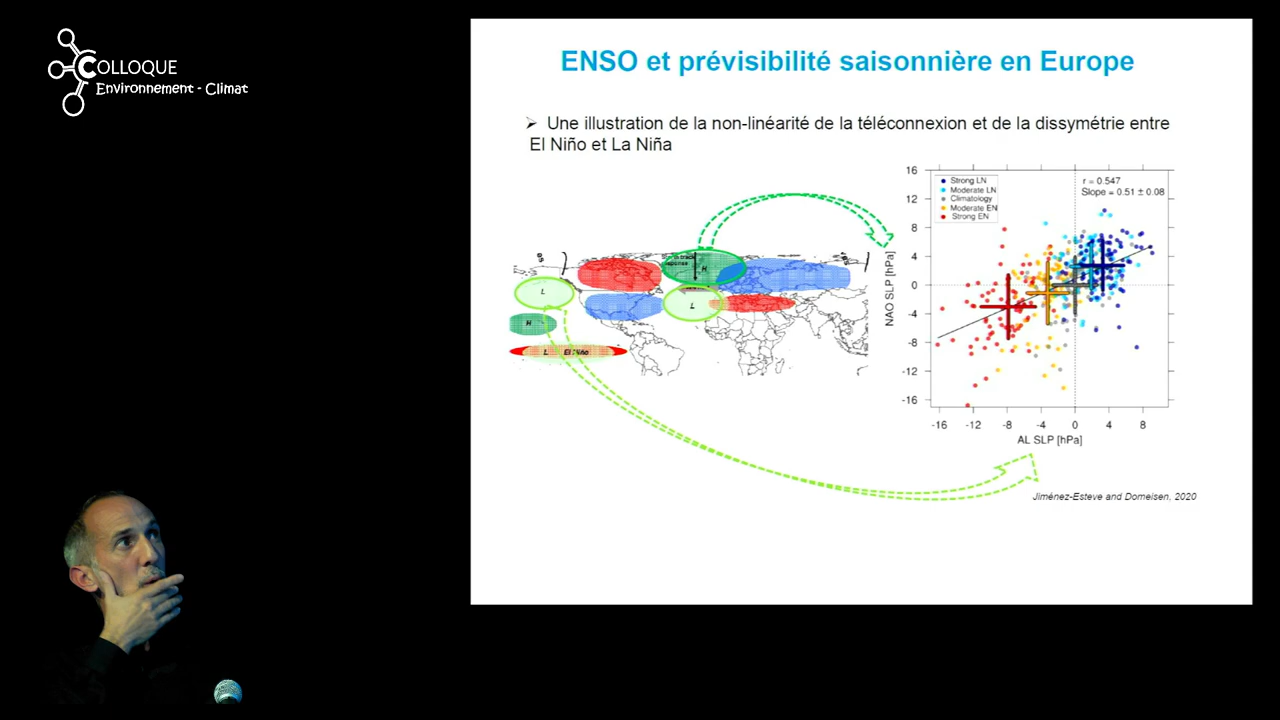 COLLOQUE
Environnement - Climat
ENSO et prévisibilité saisonnière en Europe
➢ Une illustration de la non-linéarité de la téléconnexion et de la dissymétrie entre
El Niño et La Niña
H
L
L
H
L El Niño
16
12
8
4
0
-4
-8
-12
-16
NAO SLP [hPa]
Strong LN
Moderate LN
Climatology
Moderate EN
Strong EN
r = 0.547
Slope = 0.51 ± 0.08
-16 -12 -8 -4 0 4 8
AL SLP [hPa]
Jiménez-Esteve and Domeisen, 2020